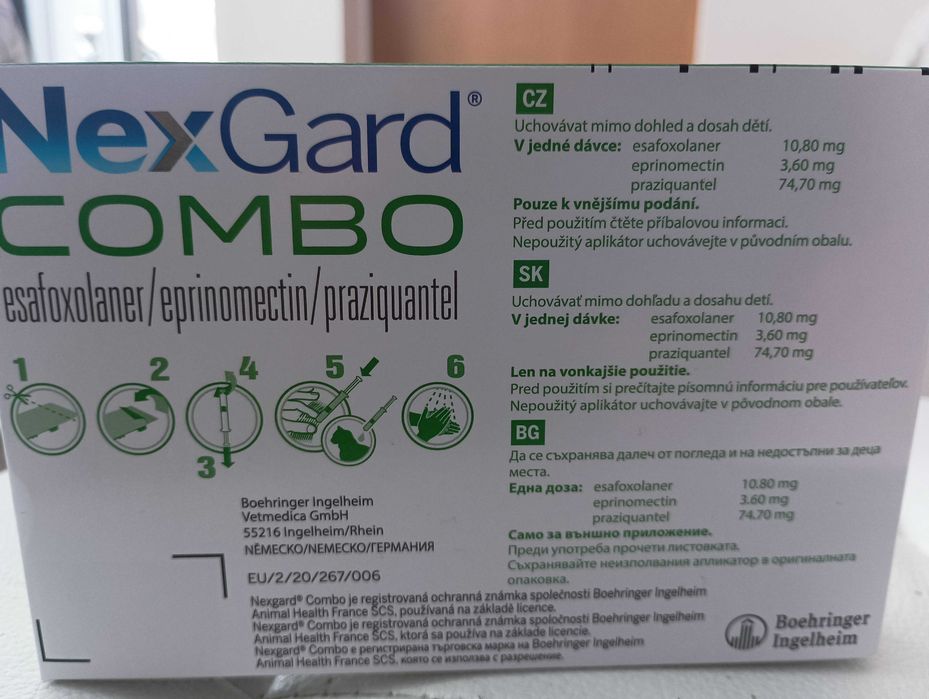 NexGard®
COMBO
esafoxolaner/eprinomectin/praziquantel
1
2
4
5
6
3
Boehringer Ingelheim
Vetmedica GmbH
55216 Ingelheim/Rhein
NĚMECKO/NEMECKO/ГЕРМАНИЯ
EU/2/20/267/006
Nexgard® Combo je registrovaná ochranná známka společnosti Boehringer Ingelheim
Animal Health France SCS, používaná na základě licence.
Nexgard® Combo je registrovaná ochranná známka spoločnosti Boehringer Ingelheim
Animal Health France SCS, ktorá sa používa na základe licencie.
Nexgard® Combo е регистрирана търговска марка на Boehringer Ingelheim
Animal Health France SCS, която се използва с разрешение.
CZ
Uchovávat mimo dohled a dosah dětí.
V jedné dávce: esafoxolaner 10,80 mg
eprinomectin 3,60 mg
praziquantel 74,70 mg
Pouze k vnějšímu podání.
Před použitím čtěte příbalovou informaci.
Nepoužitý aplikátor uchovávejte v původním obalu.
SK
Uchovávať mimo dohľadu a dosahu detí.
V jednej dávke: esafoxolaner 10,80 mg
eprinomectin 3,60 mg
praziquantel 74,70 mg
Len na vonkajšie použitie.
Pred použitím si prečítajte písomnú informáciu pre používateľov.
Nepoužitý aplikátor uchovávajte v pôvodnom obale.
BG
Да се съхранява далеч от погледа и на недостъпни за деца
места.
Една доза: esafoxolaner 10.80 mg
eprinomectin 3.60 mg
praziquantel 74.70 mg
Само за външно приложение.
Преди употреба прочети листовката.
Съхранявайте неизползвания апликатор в оригиналната
опаковка.
Boehringer
Ingelheim